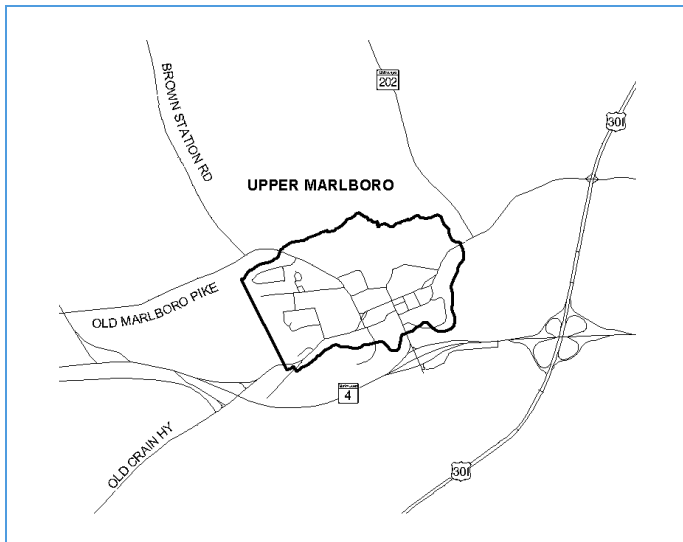 BROWN STATION RD
202
301
UPPER MARLBORO
OLD MARLBORO PIKE
4
OLD CRAIN HY
301